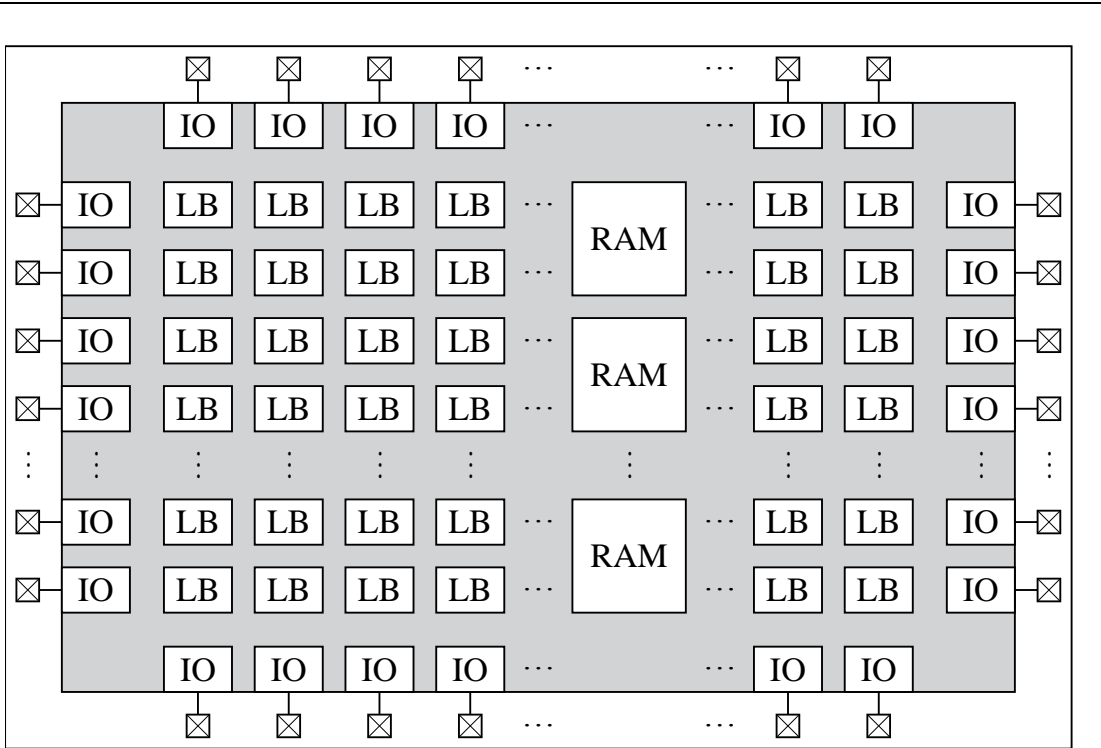 ... ...
IO IO IO IO ... ... IO IO
IO LB LB LB LB ... RAM ... LB LB IO
IO LB LB LB LB ... ... LB LB IO
IO LB LB LB LB ... RAM ... LB LB IO
IO LB LB LB LB ... ... LB LB IO
⋮ ⋮ ⋮ ⋮ ⋮ ⋮ ⋮ ⋮ ⋮ ⋮ ⋮
IO LB LB LB LB ... RAM ... LB LB IO
IO LB LB LB LB ... ... LB LB IO
IO IO IO IO ... ... IO IO
... ...